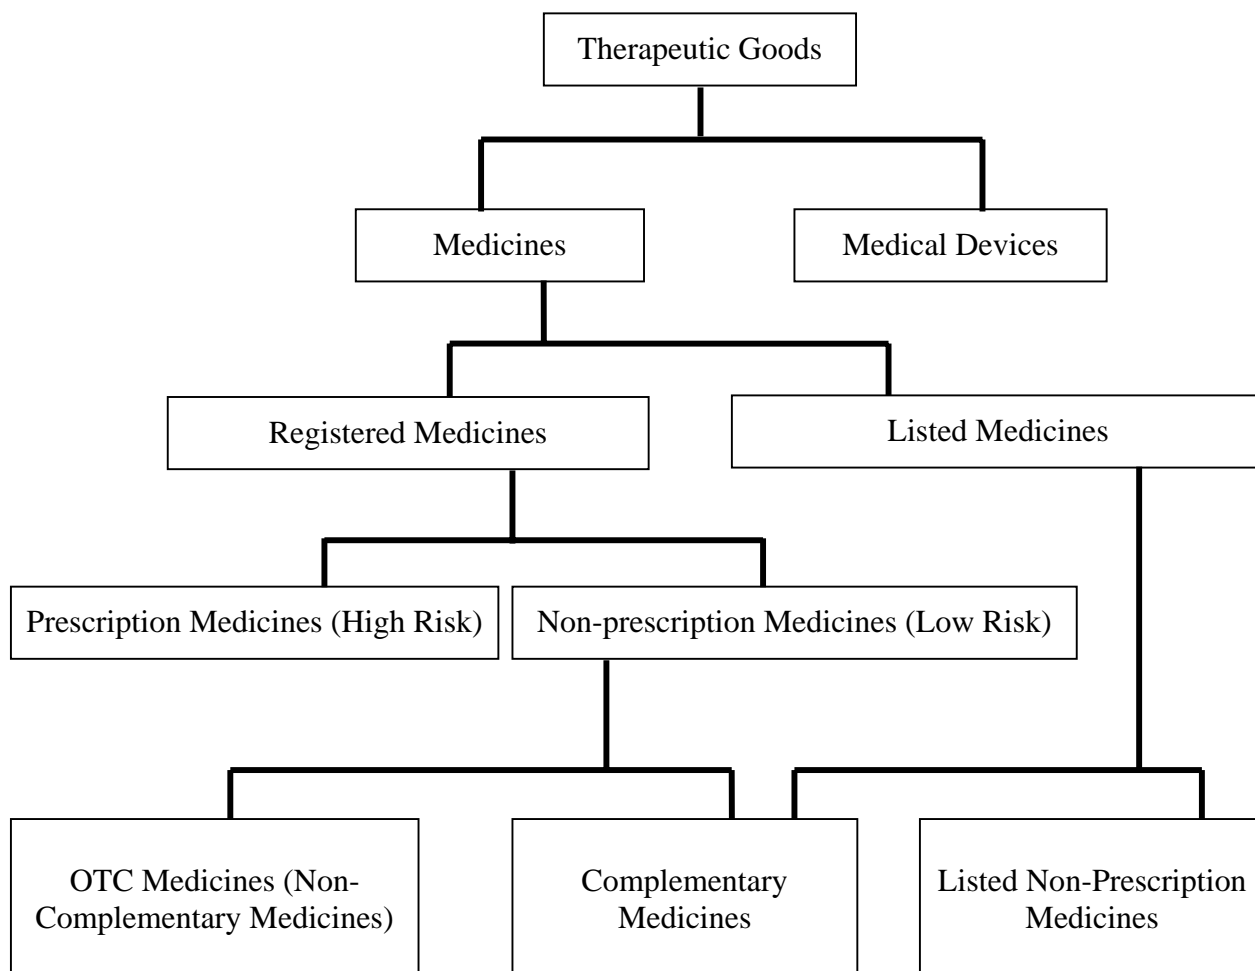 Therapeutic Goods
Medicines
Medical Devices
Registered Medicines
Listed Medicines
Prescription Medicines (High Risk)
Non-prescription Medicines (Low Risk)
OTC Medicines (Non-
Complementary Medicines)
Complementary
Medicines
Listed Non-Prescription
Medicines